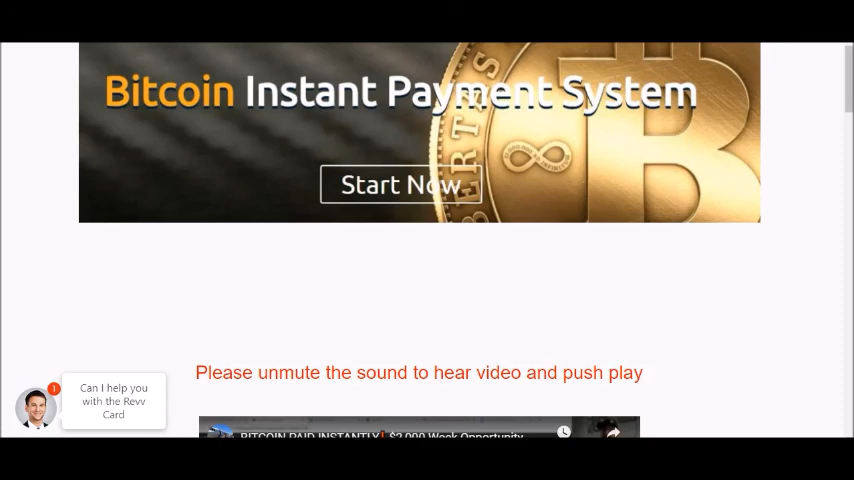 Bitcoin Instant Payment System
Start Now
Please unmute the sound to hear video and push play
1
Can I help you
with the Revv
Card
BITCOIN PAID INSTANTLY! $2,000 Week Opportunity